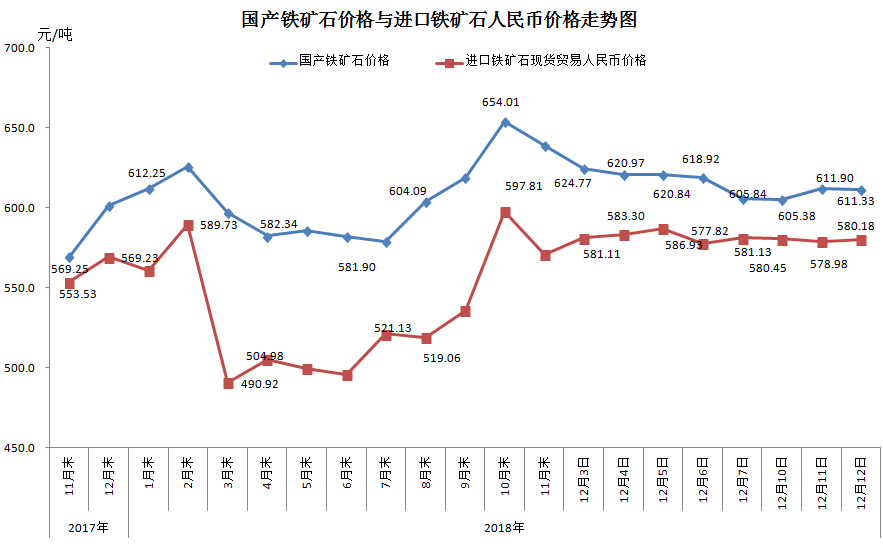 国产铁矿石价格与进口铁矿石人民币价格走势图
元/吨
国产铁矿石价格
进口铁矿石现货贸易人民币价格
700.0
650.0
600.0
550.0
500.0
450.0
569.25
612.25
589.73
582.34
581.90
604.09
654.01
624.77
620.97
620.84
618.92
605.84
605.38
611.90
611.33
553.53
569.23
490.92
504.98
521.13
519.06
597.81
581.11
583.30
586.93
577.82
581.13
580.45
578.98
580.18
11月末
12月末
1月末
2月末
3月末
4月末
5月末
6月末
7月末
8月末
9月末
10月末
11月末
12月3日
12月4日
12月5日
12月6日
12月7日
12月10日
12月11日
12月12日
2017年
2018年